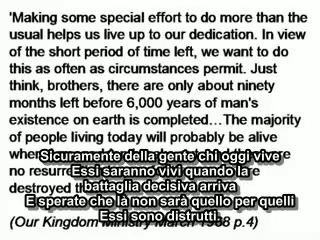 'Making some special effort to do more than the
usual helps us live up to our dedication. In view
of the short period of time left, we want to do
this as often as circumstances permit. Just
think, brothers, there are only about ninety
months left before 6,000 years of man's
existence on earth is completed…The majority
of people living today will probably be alive
Sicuramente della gente chi oggi vive
Essi saranno vivi quando la
battaglia decisiva arriva
E sperate che là non sarà quello per quelli
Essi sono distrutti.
(Our Kingdom Ministry March 1968 p.4)